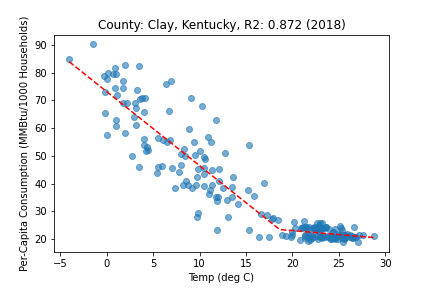 County: Clay, Kentucky, R2: 0.872 (2018)
Per-Capita Consumption (MMBtu/1000 Households)
90
80
70
60
50
40
30
20
−5 0 5 10 15 20 25 30
Temp (deg C)